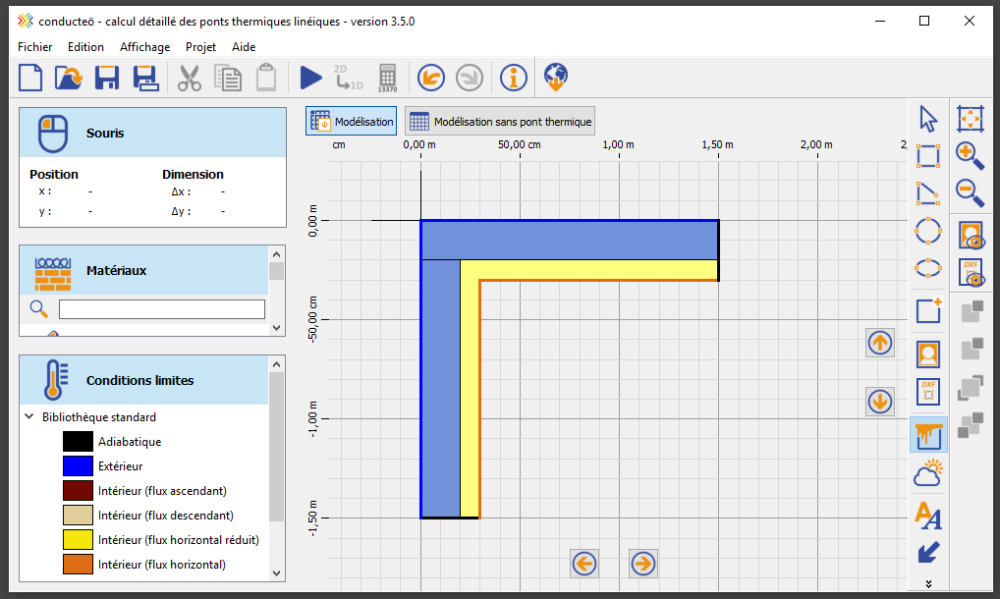 conducteö - calcul détaillé des ponts thermiques linéiques - version 3.5.0
Fichier Edition Affichage Projet Aide
2D
1D
13370
Souris
Position Dimension
x : - Δx : -
y : - Δy : -
Matériaux
Conditions limites
Bibliothèque standard
Adiabatique
Extérieur
Intérieur (flux ascendant)
Intérieur (flux descendant)
Intérieur (flux horizontal réduit)
Intérieur (flux horizontal)
Modélisation Modélisation sans pont thermique
cm 0,00 m 50,00 cm 1,00 m 1,50 m 2,00 m 2
0,00 m
-50,00 cm
-1,00 m
-1,50 m
DXF
DXF
AA